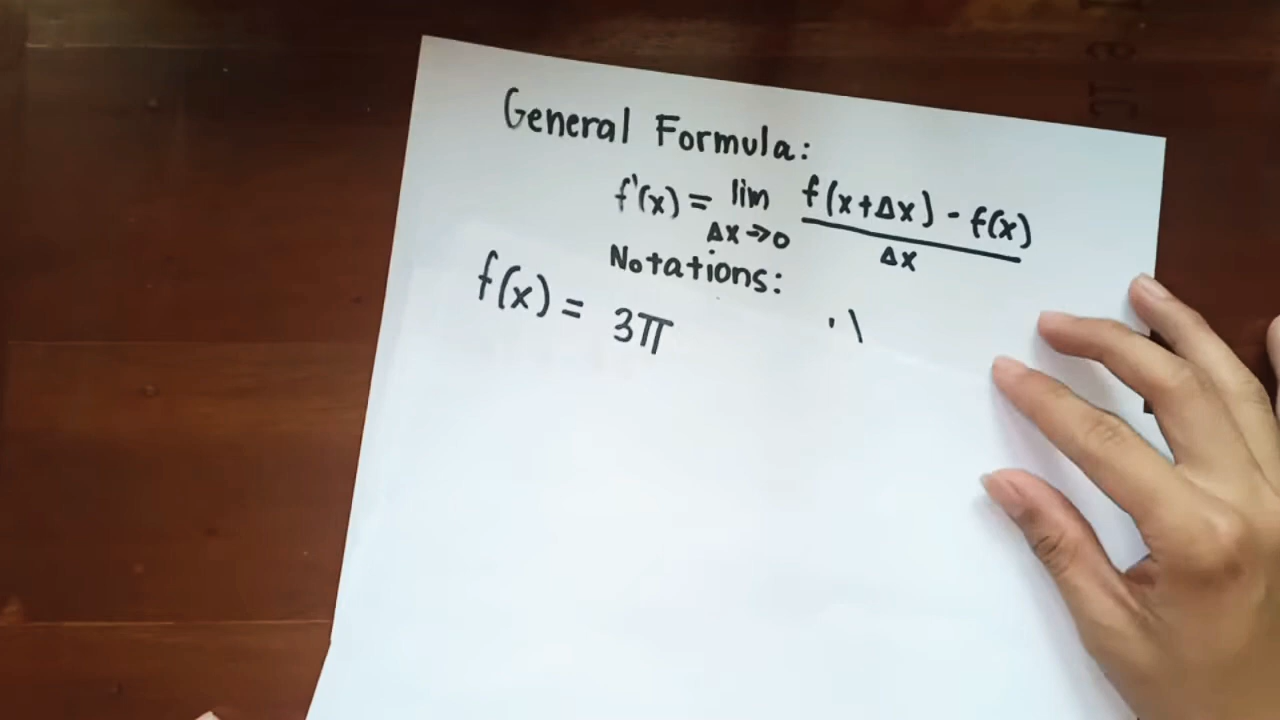 General Formula:
f'(x) = lim Δx→0 f(x+Δx) - f(x) / Δx
Notations:
f(x) = 3π